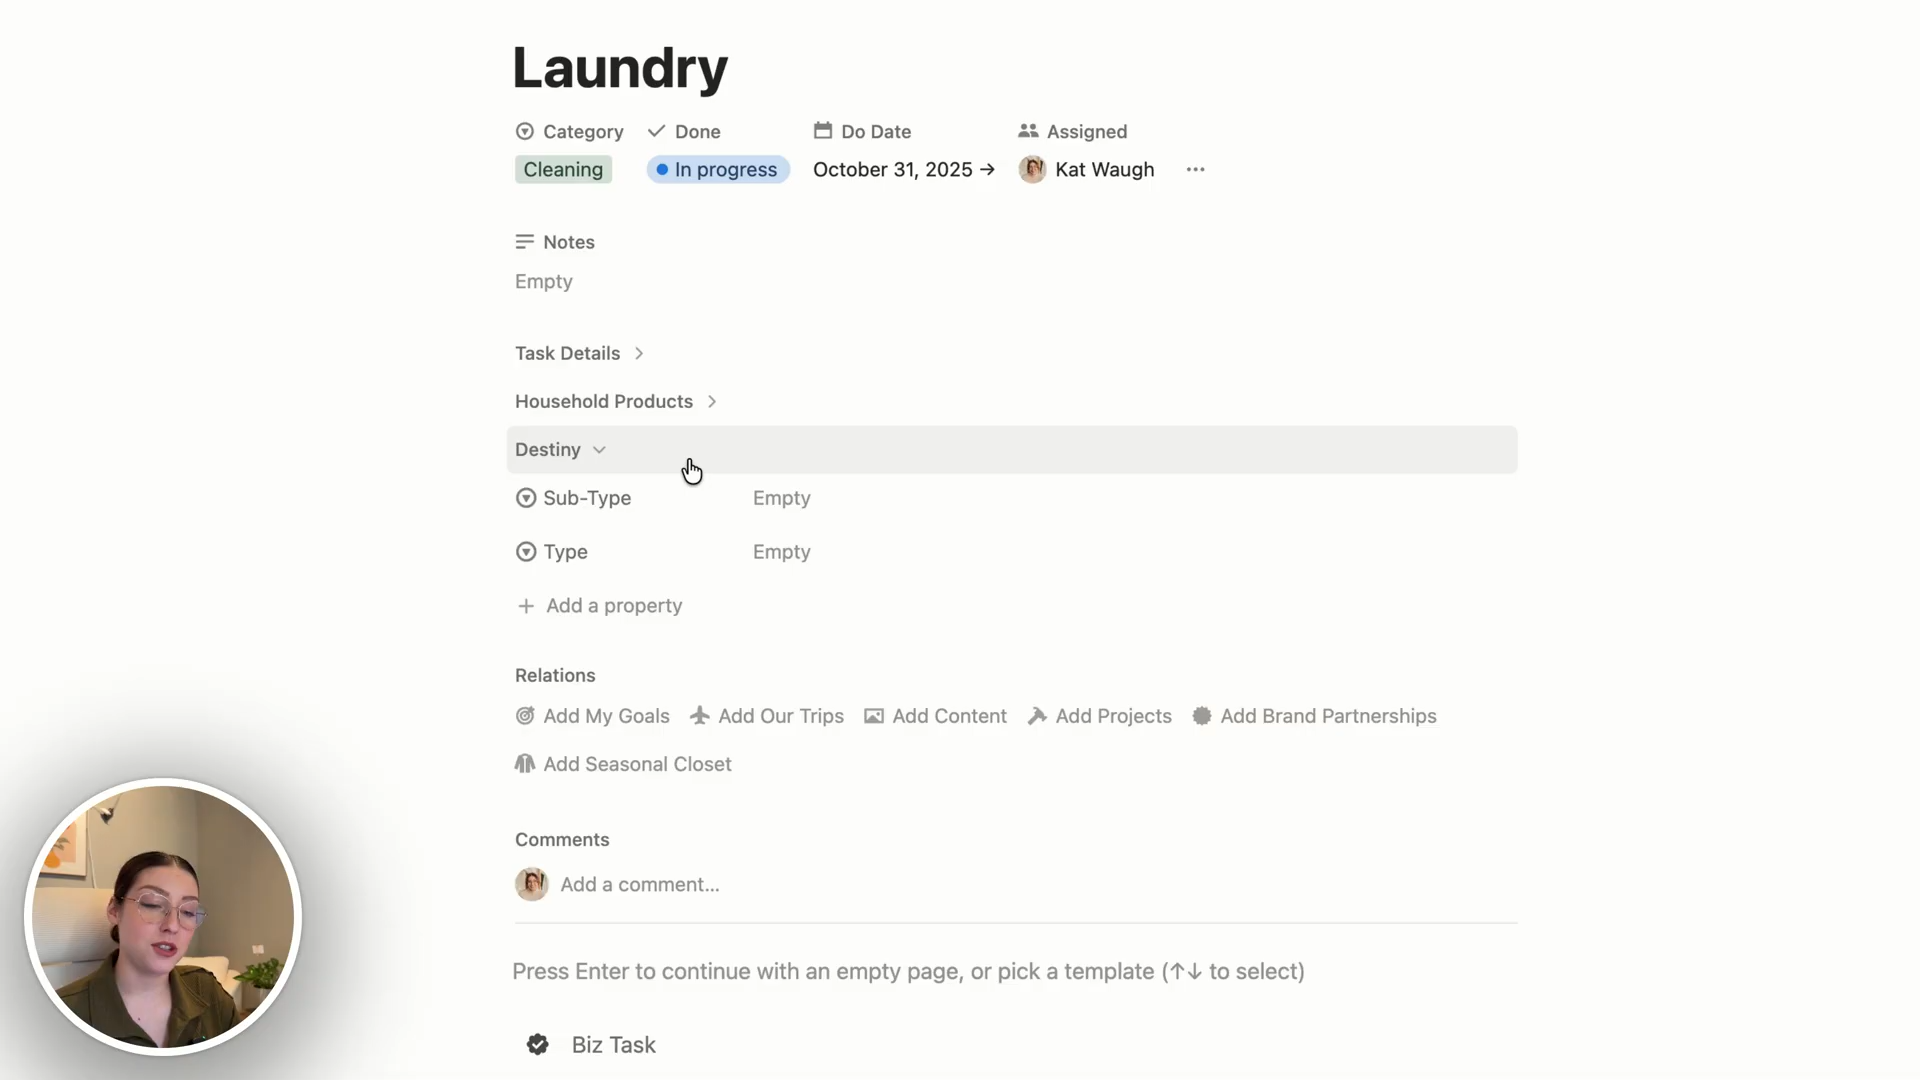 Laundry
Category Done Do Date Assigned
Cleaning In progress October 31, 2025 → Kat Waugh ...
Notes
Empty
Task Details
Household Products
Destiny
Sub-Type Empty
Type Empty
+ Add a property
Relations
Add My Goals Add Our Trips Add Content Add Projects Add Brand Partnerships
Add Seasonal Closet
Comments
Add a comment...
Press Enter to continue with an empty page, or pick a template (↑↓ to select)
Biz Task